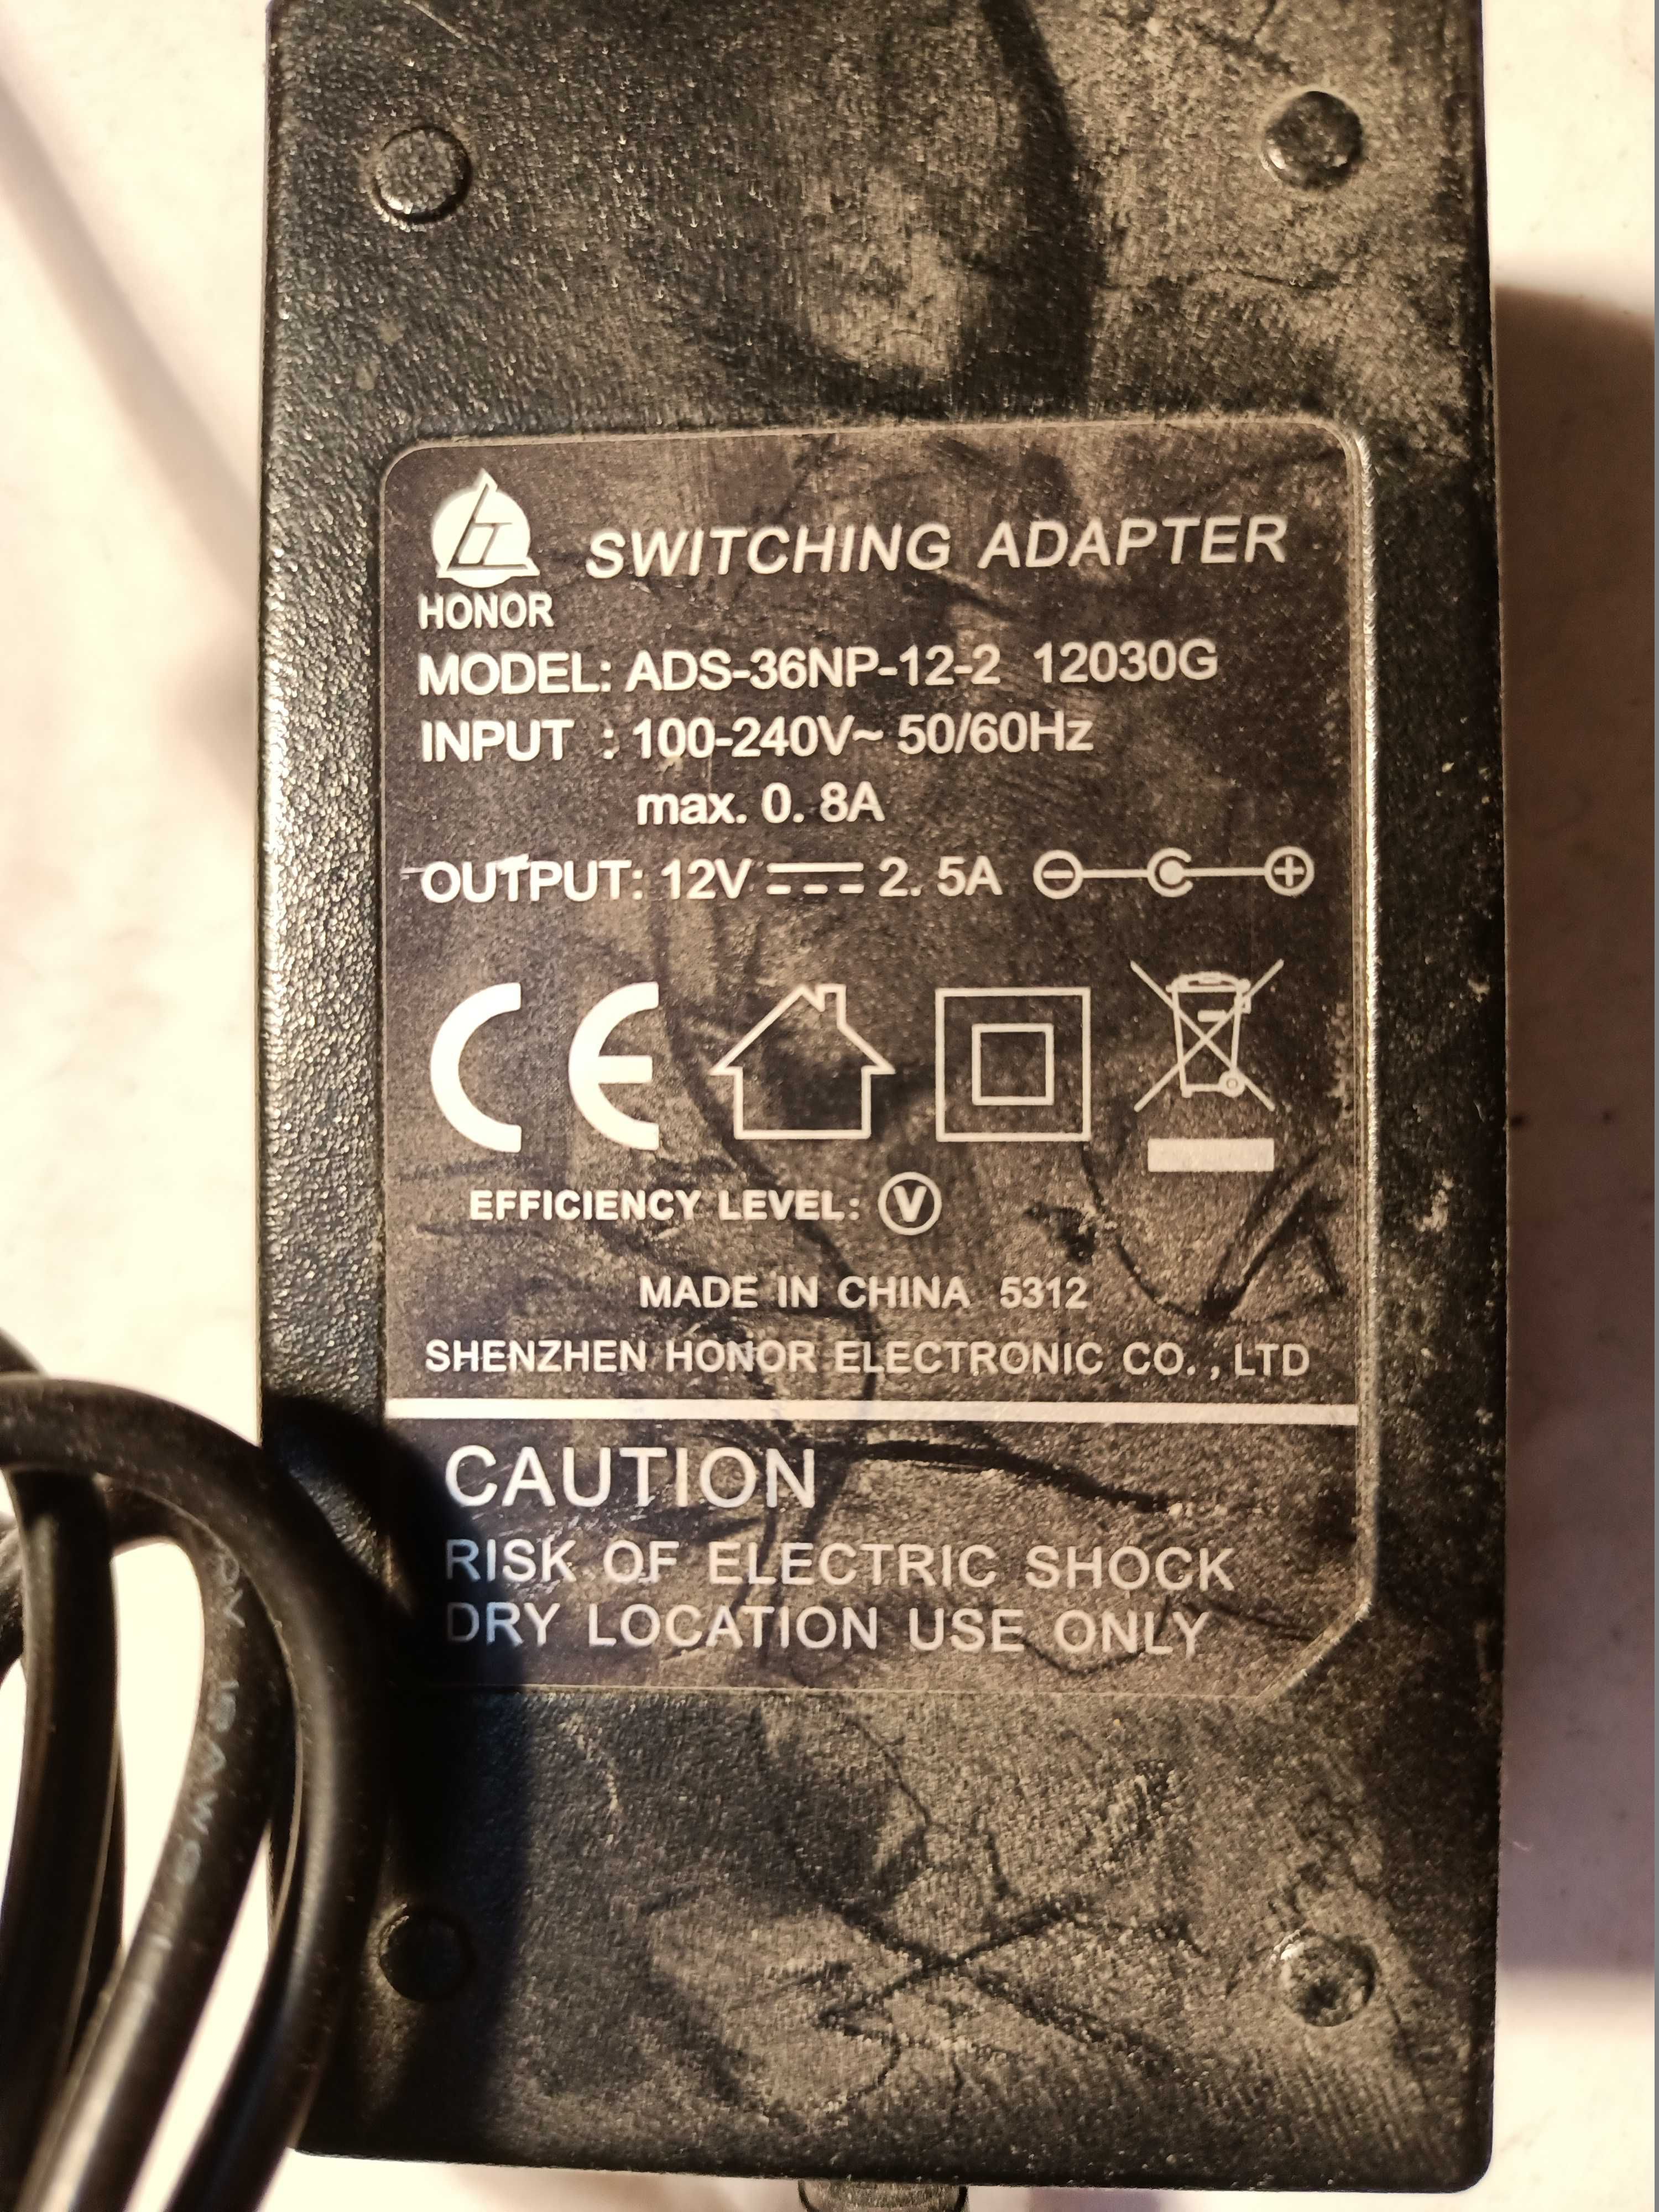 HONOR
SWITCHING ADAPTER
MODEL: ADS-36NP-12-2 12030G
INPUT : 100-240V~ 50/60Hz
max. 0. 8A
OUTPUT: 12V ⎓ 2. 5A
CE
EFFICIENCY LEVEL: V
MADE IN CHINA 5312
SHENZHEN HONOR ELECTRONIC CO. , LTD
CAUTION
RISK OF ELECTRIC SHOCK
DRY LOCATION USE ONLY